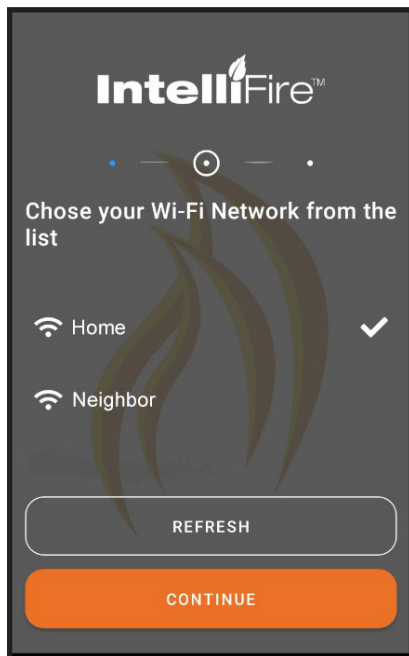 IntelliFire™
Chose your Wi-Fi Network from the
list
Home
Neighbor
REFRESH
CONTINUE